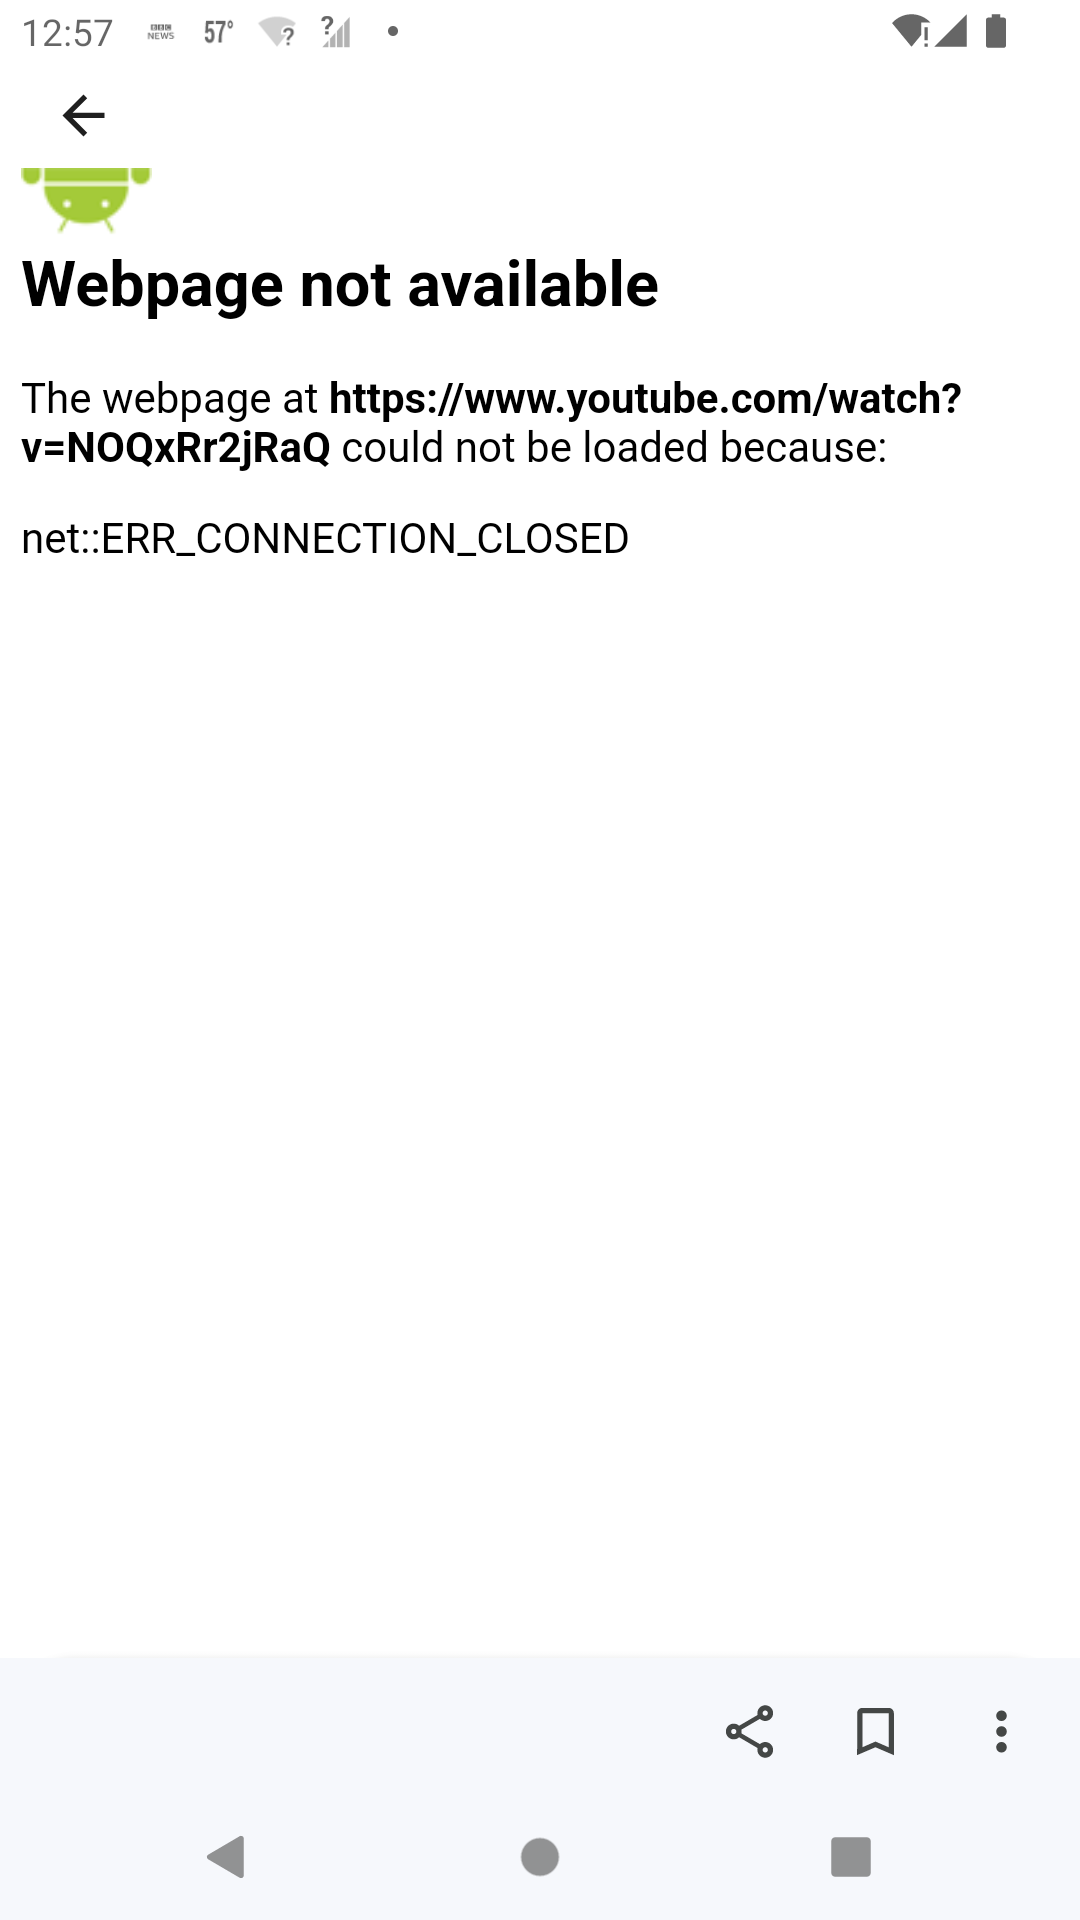 12:57 BBC NEWS 57° ? ? !
Webpage not available
The webpage at https://www.youtube.com/watch?
v=NOQxRr2jRaQ could not be loaded because:
net::ERR_CONNECTION_CLOSED